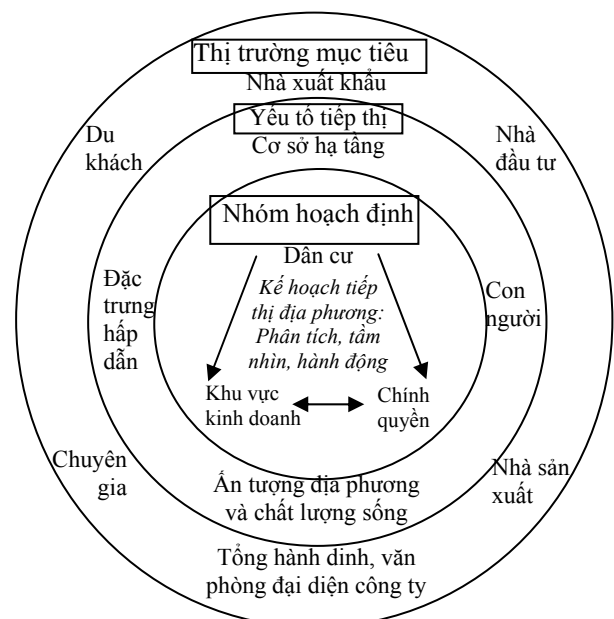 Thị trường mục tiêu
Nhà xuất khẩu
Yếu tố tiếp thị
Cơ sở hạ tầng
Du
khách
Nhà
đầu tư
Nhóm hoạch định
Dân cư
Kế hoạch tiếp
thị địa phương:
Phân tích, tầm
nhìn, hành động
Đặc
trưng
hấp
dẫn
Con
người
Khu vực
kinh doanh
Chính
quyền
Chuyên
gia
Nhà sản
xuất
Ấn tượng địa phương
và chất lượng sống
Tổng hành dinh, văn
phòng đại diện công ty